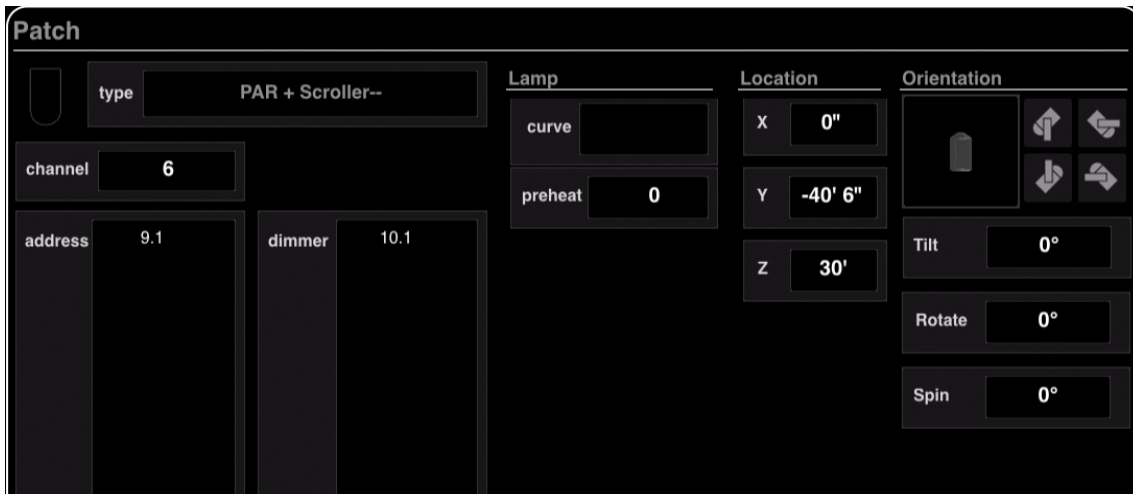 Patch
type PAR + Scroller--
channel 6
address 9.1
dimmer 10.1
Lamp
curve
preheat 0
Location
X 0"
Y -40' 6"
Z 30'
Orientation
Tilt 0°
Rotate 0°
Spin 0°